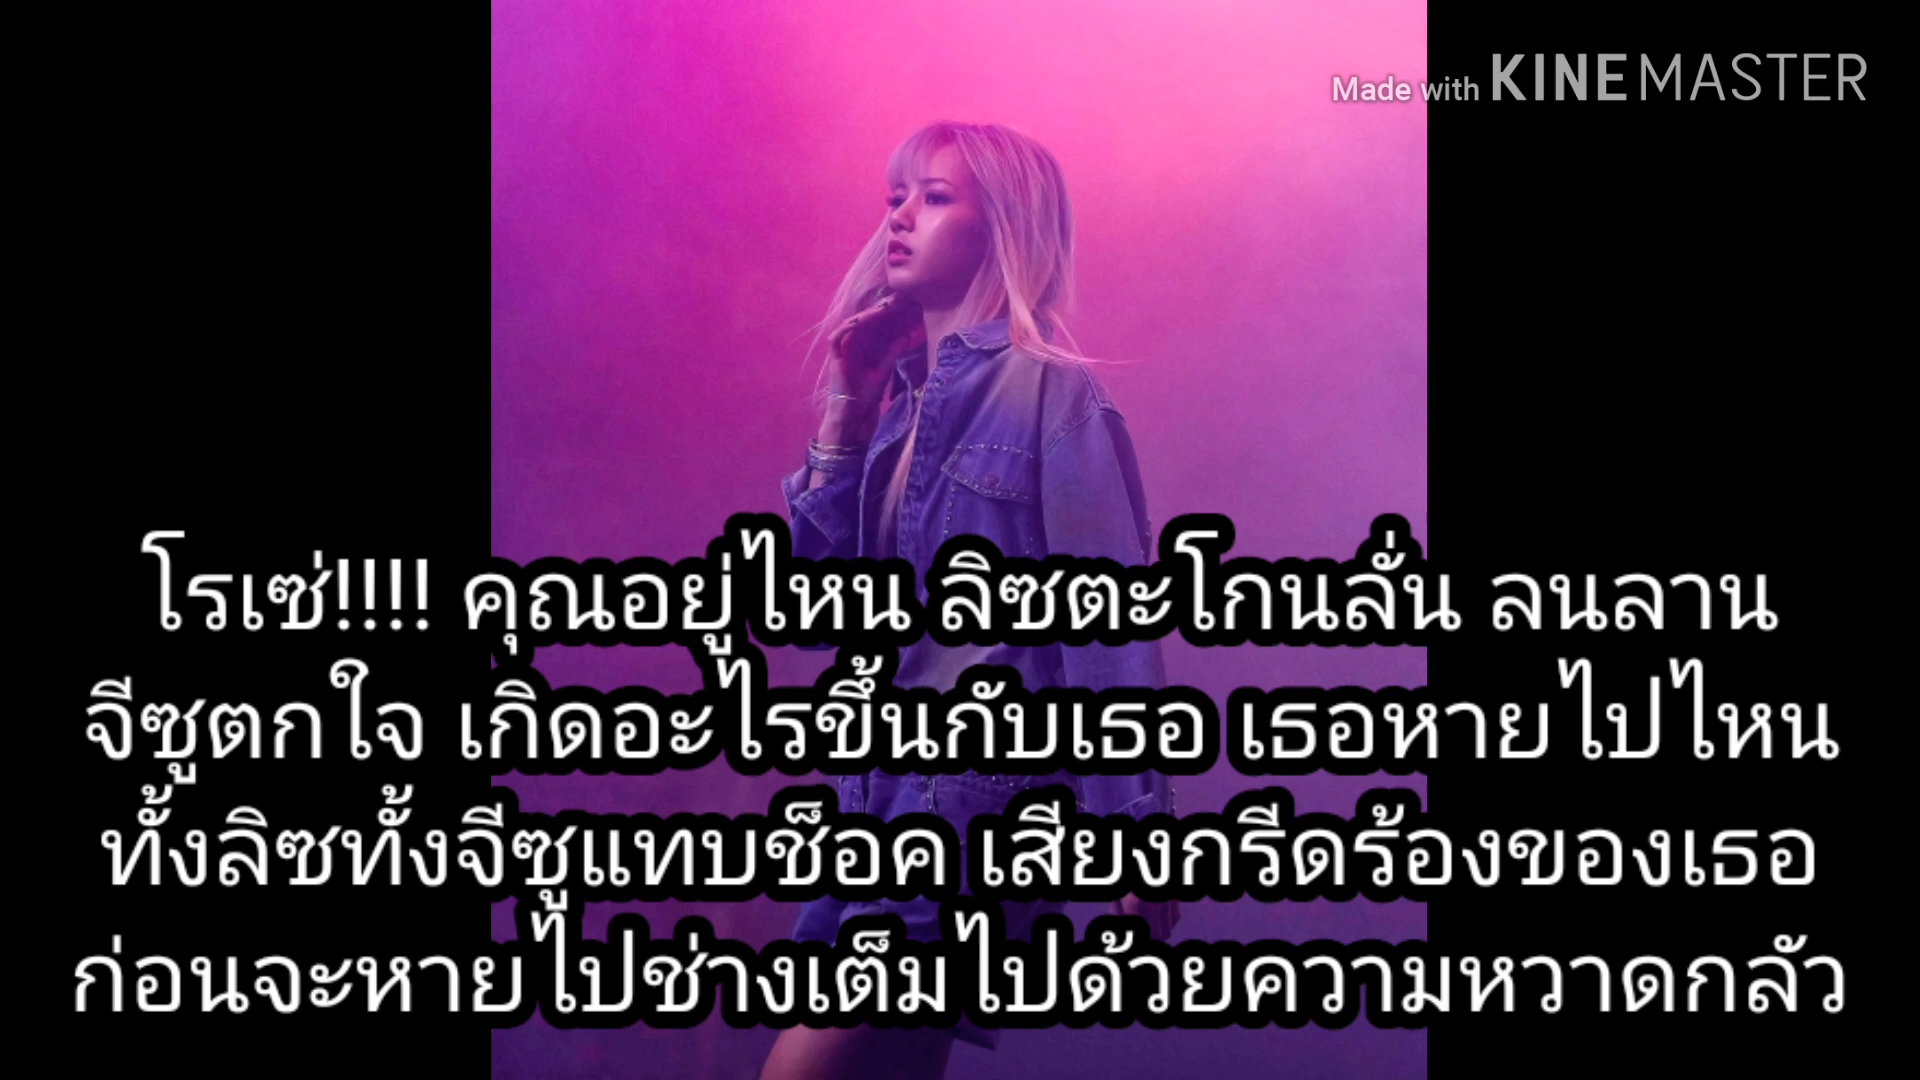 Made with KINEMASTER
โรเซ่!!!! คุณอยู่ไหน ลิซตะโกนลั่น ลนลาน
จีซูตกใจ เกิดอะไรขึ้นกับเธอ เธอหายไปไหน
ทั้งลิซทั้งจีซูแทบช็อค เสียงกรีดร้องของเธอ
ก่อนจะหายไปช่างเต็มไปด้วยความหวาดกลัว